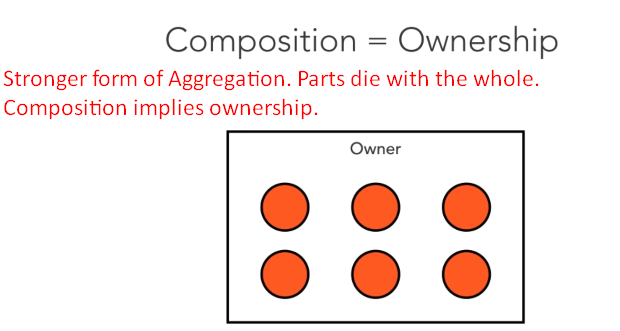 Composition = Ownership
Stronger form of Aggregation. Parts die with the whole.
Composition implies ownership.
Owner